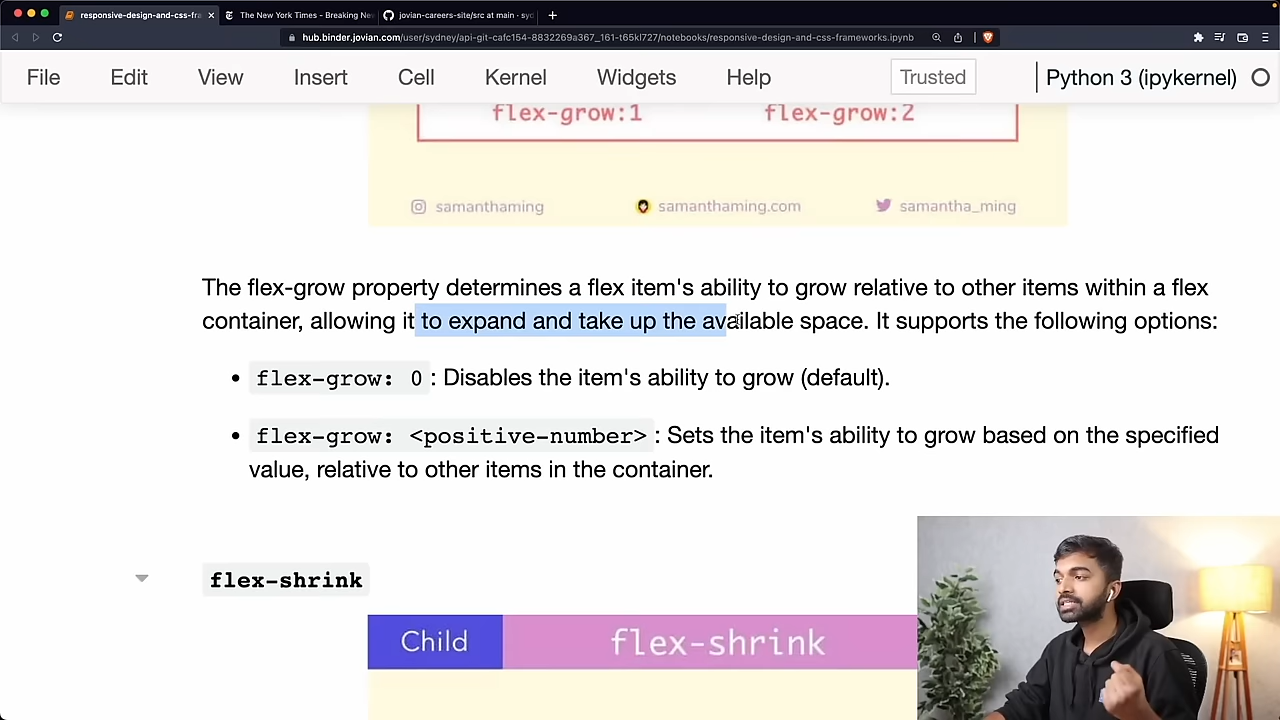 responsive-design-and-css-fra
The New York Times - Breaking New
jovian-careers-site/src at main · syd
hub.binder.jovian.com/user/sydney/api-git-cafc154-8832269a367_161-t65kl727/notebooks/responsive-design-and-css-frameworks.ipynb
File Edit View Insert Cell Kernel Widgets Help Trusted Python 3 (ipykernel)
flex-grow:1 flex-grow:2
samanthaming samanthaming.com samantha_ming
The flex-grow property determines a flex item's ability to grow relative to other items within a flex
container, allowing it to expand and take up the available space. It supports the following options:
• flex-grow: 0 : Disables the item's ability to grow (default).
• flex-grow: <positive-number> : Sets the item's ability to grow based on the specified
value, relative to other items in the container.
flex-shrink
Child flex-shrink